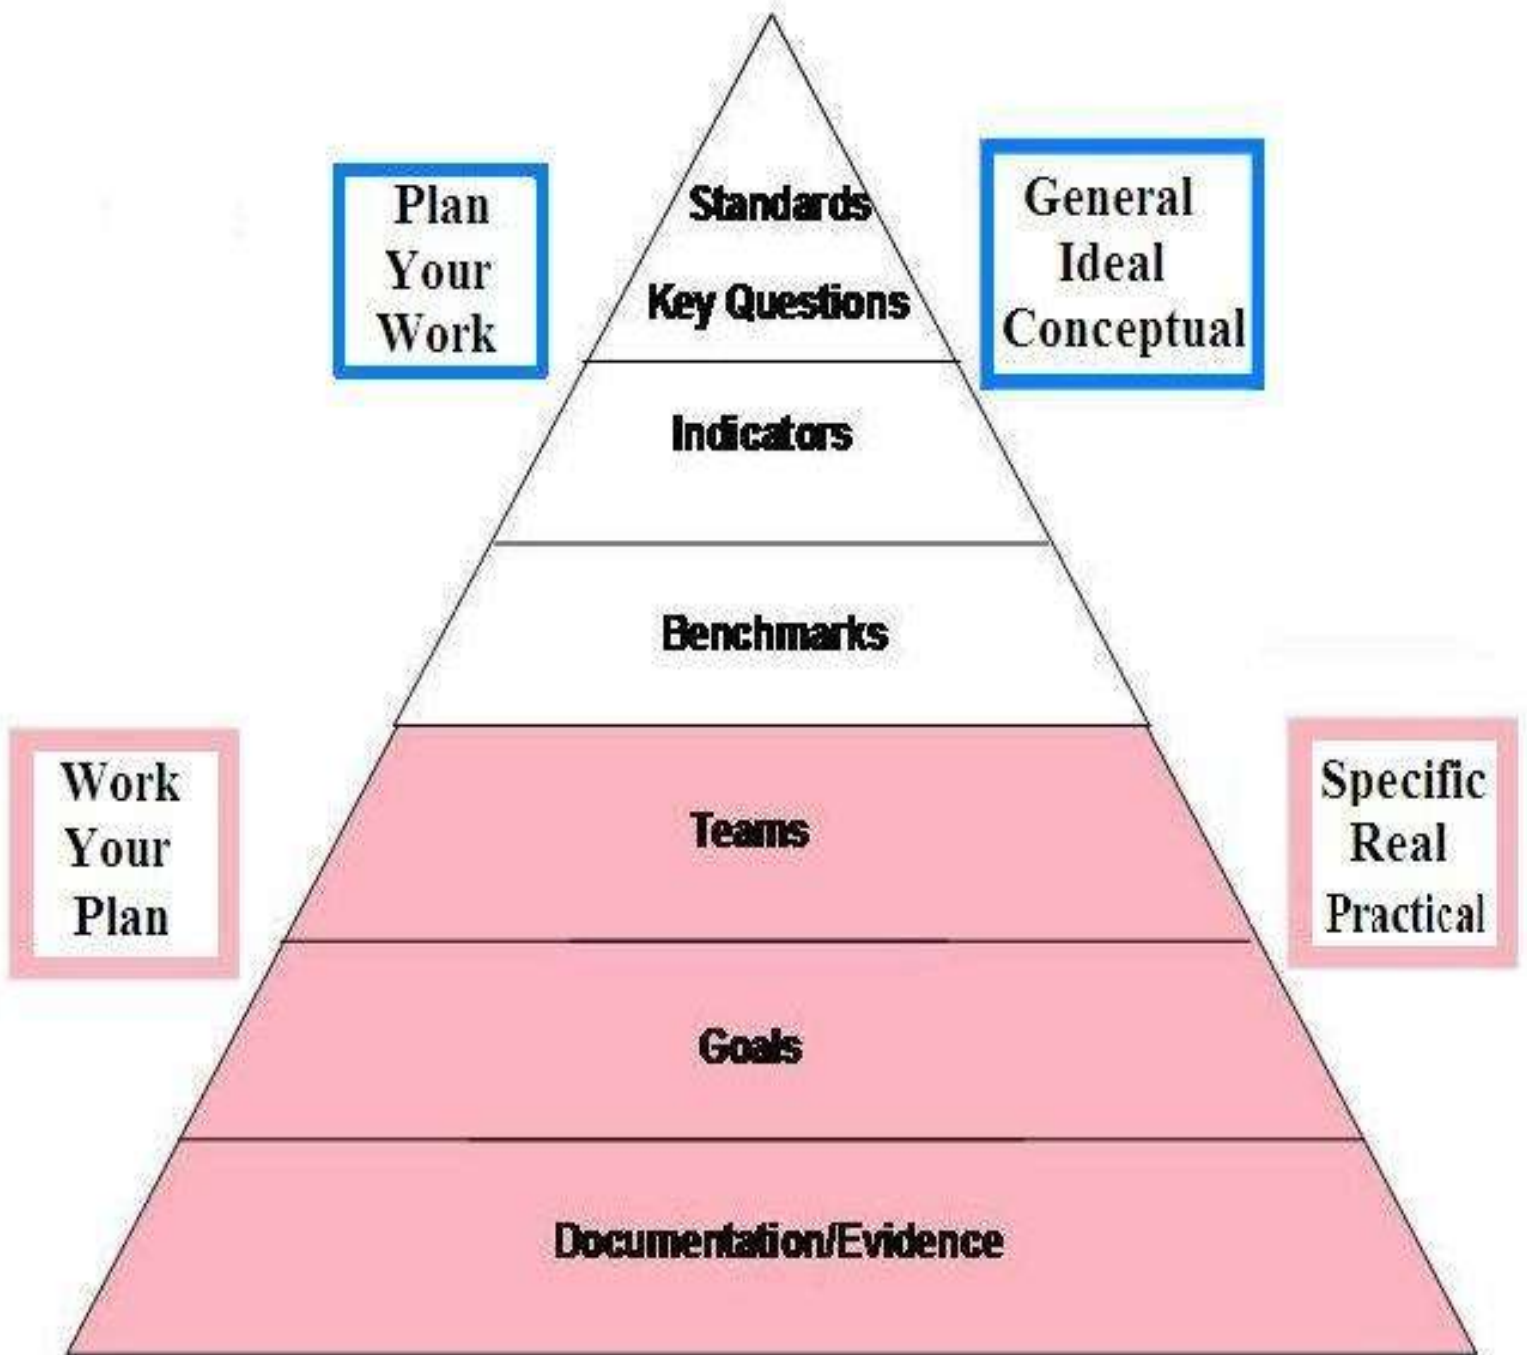 Plan
Your
Work
General
Ideal
Conceptual
Standards
Key Questions
Indicators
Benchmarks
Work
Your
Plan
Specific
Real
Practical
Teams
Goals
Documentation/Evidence